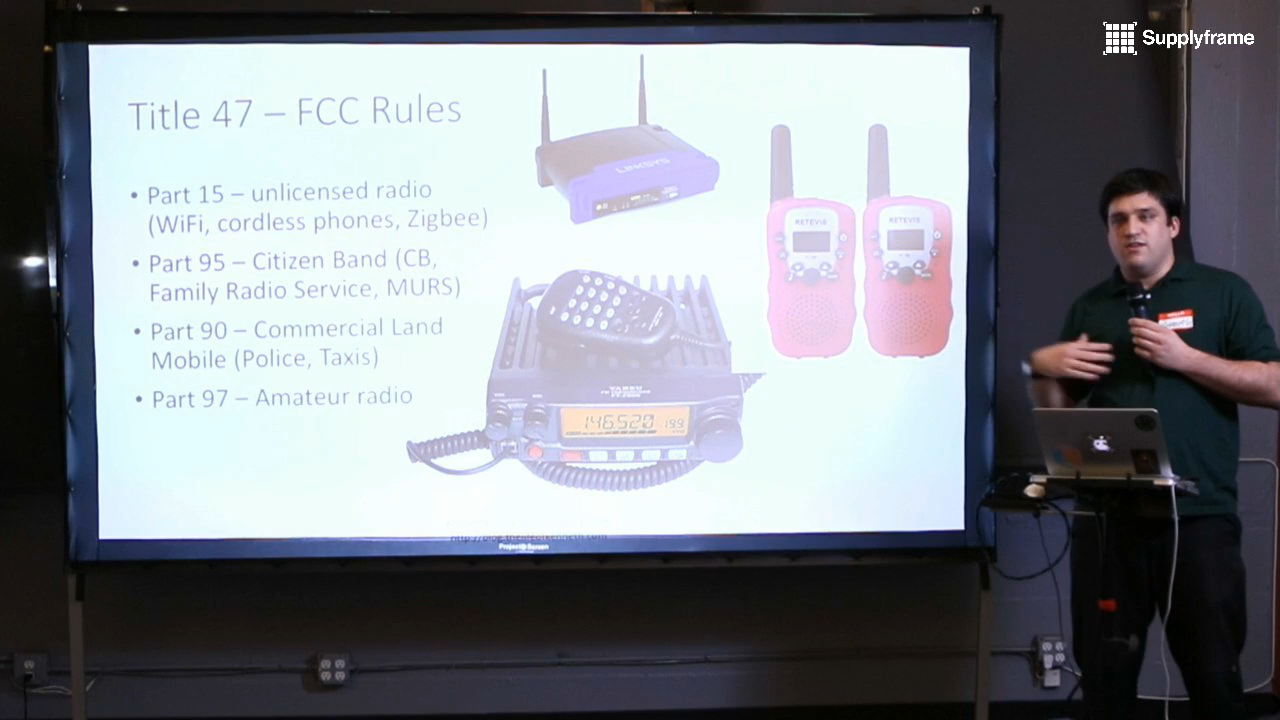 Supplyframe
Title 47 – FCC Rules
• Part 15 – unlicensed radio
(WiFi, cordless phones, Zigbee)
• Part 95 – Citizen Band (CB,
Family Radio Service, MURS)
• Part 90 – Commercial Land
Mobile (Police, Taxis)
• Part 97 – Amateur radio
LINKSYS
RETEVIS
RETEVIS
YAESU
146.520
199
HELLO